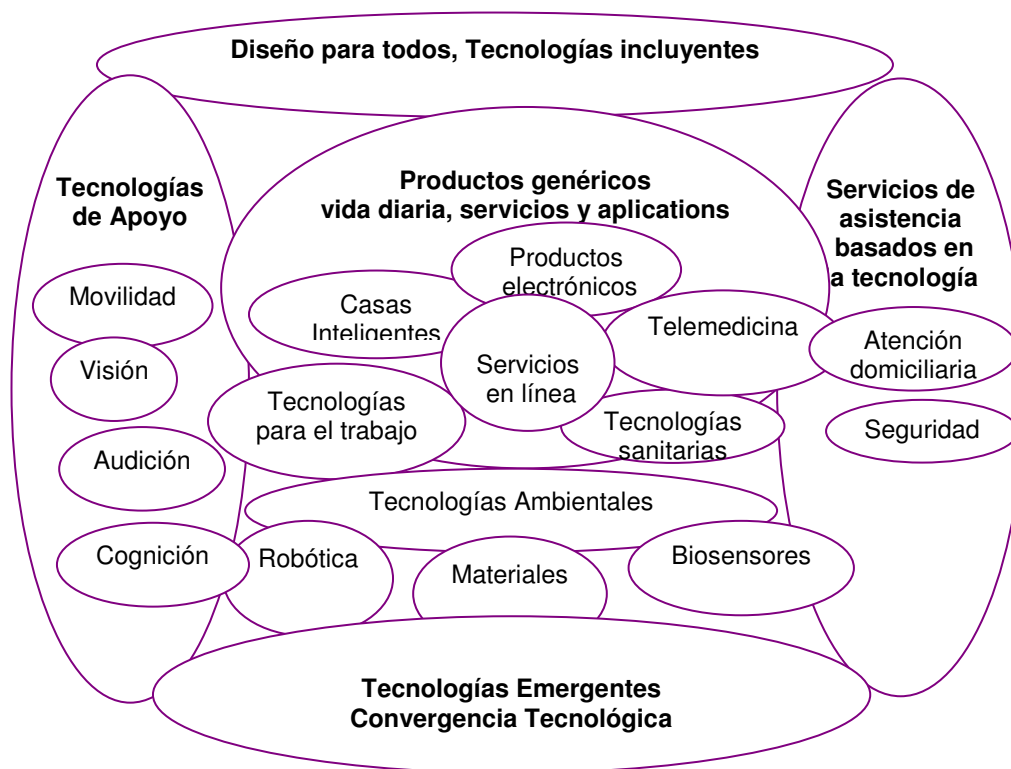 Diseño para todos, Tecnologías incluyentes
Tecnologías
de Apoyo
Movilidad
Visión
Audición
Cognición
Productos genéricos
vida diaria, servicios y aplications
Productos
electrónicos
Casas
Inteligentes
Servicios
en línea
Telemedicina
Tecnologías
para el trabajo
Tecnologías
sanitarias
Tecnologías Ambientales
Robótica
Materiales
Biosensores
Servicios de
asistencia
basados en
a tecnología
Atención
domiciliaria
Seguridad
Tecnologías Emergentes
Convergencia Tecnológica